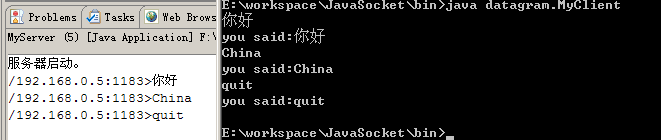 Problems Tasks Web Brows
MyServer (5) [Java Application] F:\
服务器启动。
/192.168.0.5:1183>你好
/192.168.0.5:1183>China
/192.168.0.5:1183>quit
E:\workspace\JavaSocket\bin>java datagram.MyClient
你好
you said:你好
China
you said:China
quit
you said:quit
E:\workspace\JavaSocket\bin>